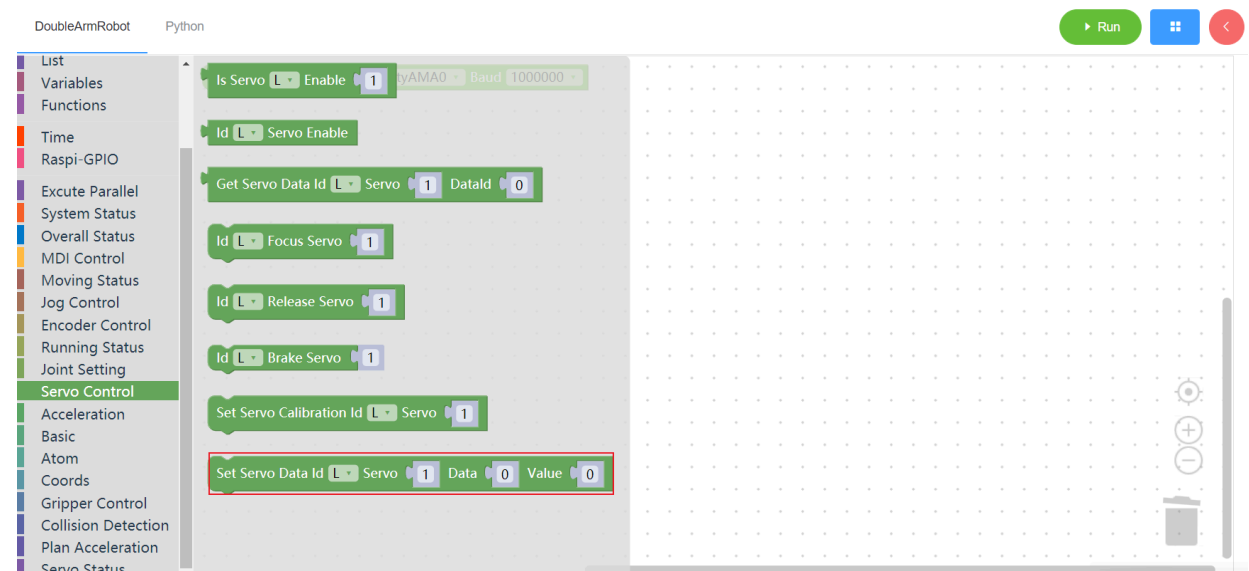 DoubleArmRobot Python Run
List
Variables
Functions
Time
Raspi-GPIO
Excute Parallel
System Status
Overall Status
MDI Control
Moving Status
Jog Control
Encoder Control
Running Status
Joint Setting
Servo Control
Acceleration
Basic
Atom
Coords
Gripper Control
Collision Detection
Plan Acceleration
Servo Status
Is Servo L Enable 1 tyAMA0 Baud 1000000
Id L Servo Enable
Get Servo Data Id L Servo 1 DataId 0
Id L Focus Servo 1
Id L Release Servo 1
Id L Brake Servo 1
Set Servo Calibration Id L Servo 1
Set Servo Data Id L Servo 1 Data 0 Value 0